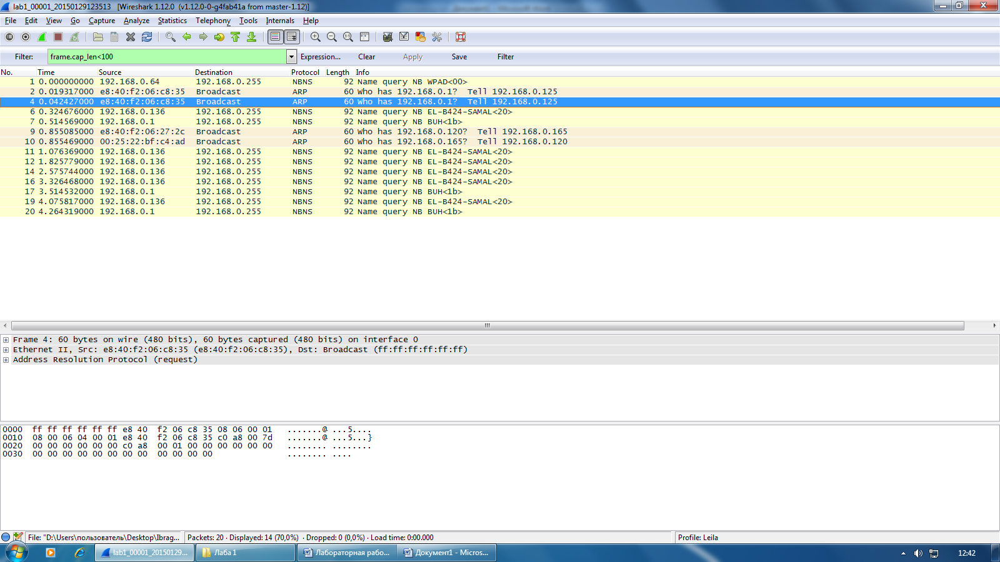 lab1_00001_20150129123513 [Wireshark 1.12.0 (v1.12.0-0-g4fab41a from master-1.12)]
File Edit View Go Capture Analyze Statistics Telephony Tools Internals Help
Filter: frame.cap_len<100 Expression... Clear Apply Save Filter
No. Time Source Destination Protocol Length Info
1 0.000000000 192.168.0.64 192.168.0.255 NBNS 92 Name query NB WPAD<00>
2 0.019317000 e8:40:f2:06:c8:35 Broadcast ARP 60 Who has 192.168.0.1? Tell 192.168.0.125
4 0.042427000 e8:40:f2:06:c8:35 Broadcast ARP 60 Who has 192.168.0.1? Tell 192.168.0.125
6 0.324676000 192.168.0.136 192.168.0.255 NBNS 92 Name query NB EL-B424-SAMAL<20>
7 0.514569000 192.168.0.1 192.168.0.255 NBNS 92 Name query NB BUH<1b>
9 0.855085000 e8:40:f2:06:27:2c Broadcast ARP 60 Who has 192.168.0.120? Tell 192.168.0.165
10 0.855469000 00:25:22:bf:c4:ad Broadcast ARP 60 Who has 192.168.0.165? Tell 192.168.0.120
11 1.076369000 192.168.0.136 192.168.0.255 NBNS 92 Name query NB EL-B424-SAMAL<20>
12 1.825779000 192.168.0.136 192.168.0.255 NBNS 92 Name query NB EL-B424-SAMAL<20>
14 2.575744000 192.168.0.136 192.168.0.255 NBNS 92 Name query NB EL-B424-SAMAL<20>
16 3.326468000 192.168.0.136 192.168.0.255 NBNS 92 Name query NB EL-B424-SAMAL<20>
17 3.514532000 192.168.0.1 192.168.0.255 NBNS 92 Name query NB BUH<1b>
19 4.075817000 192.168.0.136 192.168.0.255 NBNS 92 Name query NB EL-B424-SAMAL<20>
20 4.264319000 192.168.0.1 192.168.0.255 NBNS 92 Name query NB BUH<1b>
Frame 4: 60 bytes on wire (480 bits), 60 bytes captured (480 bits) on interface 0
Ethernet II, Src: e8:40:f2:06:c8:35 (e8:40:f2:06:c8:35), Dst: Broadcast (ff:ff:ff:ff:ff:ff)
Address Resolution Protocol (request)
0000 ff ff ff ff ff ff e8 40 f2 06 c8 35 08 06 00 01 .......@ ...5....
0010 08 00 06 04 00 01 e8 40 f2 06 c8 35 c0 a8 00 7d .......@ ...5...}
0020 00 00 00 00 00 00 c0 a8 00 01 00 00 00 00 00 00 ........ ........
0030 00 00 00 00 00 00 00 00 00 00 00 00 ........ ....
File: "D:\Users\пользователь\Desktop\Ibrag... Packets: 20 · Displayed: 14 (70,0%) · Dropped: 0 (0,0%) · Load time: 0:00.000 Profile: Leila
lab1_00001_20150129... Лаба 1 Лабораторная рабо... Документ1 - Micros... 12:42